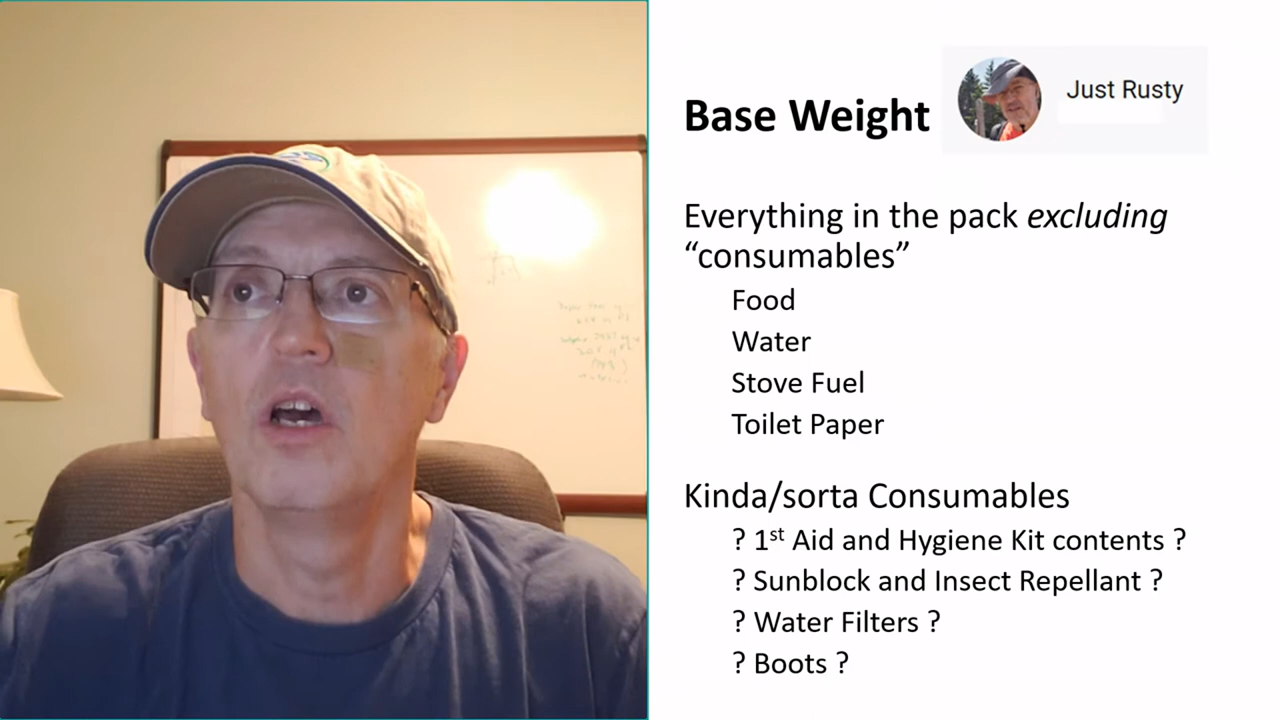 Base Weight
Just Rusty
Everything in the pack excluding
“consumables”
Food
Water
Stove Fuel
Toilet Paper
Kinda/sorta Consumables
? 1st Aid and Hygiene Kit contents ?
? Sunblock and Insect Repellant ?
? Water Filters ?
? Boots ?